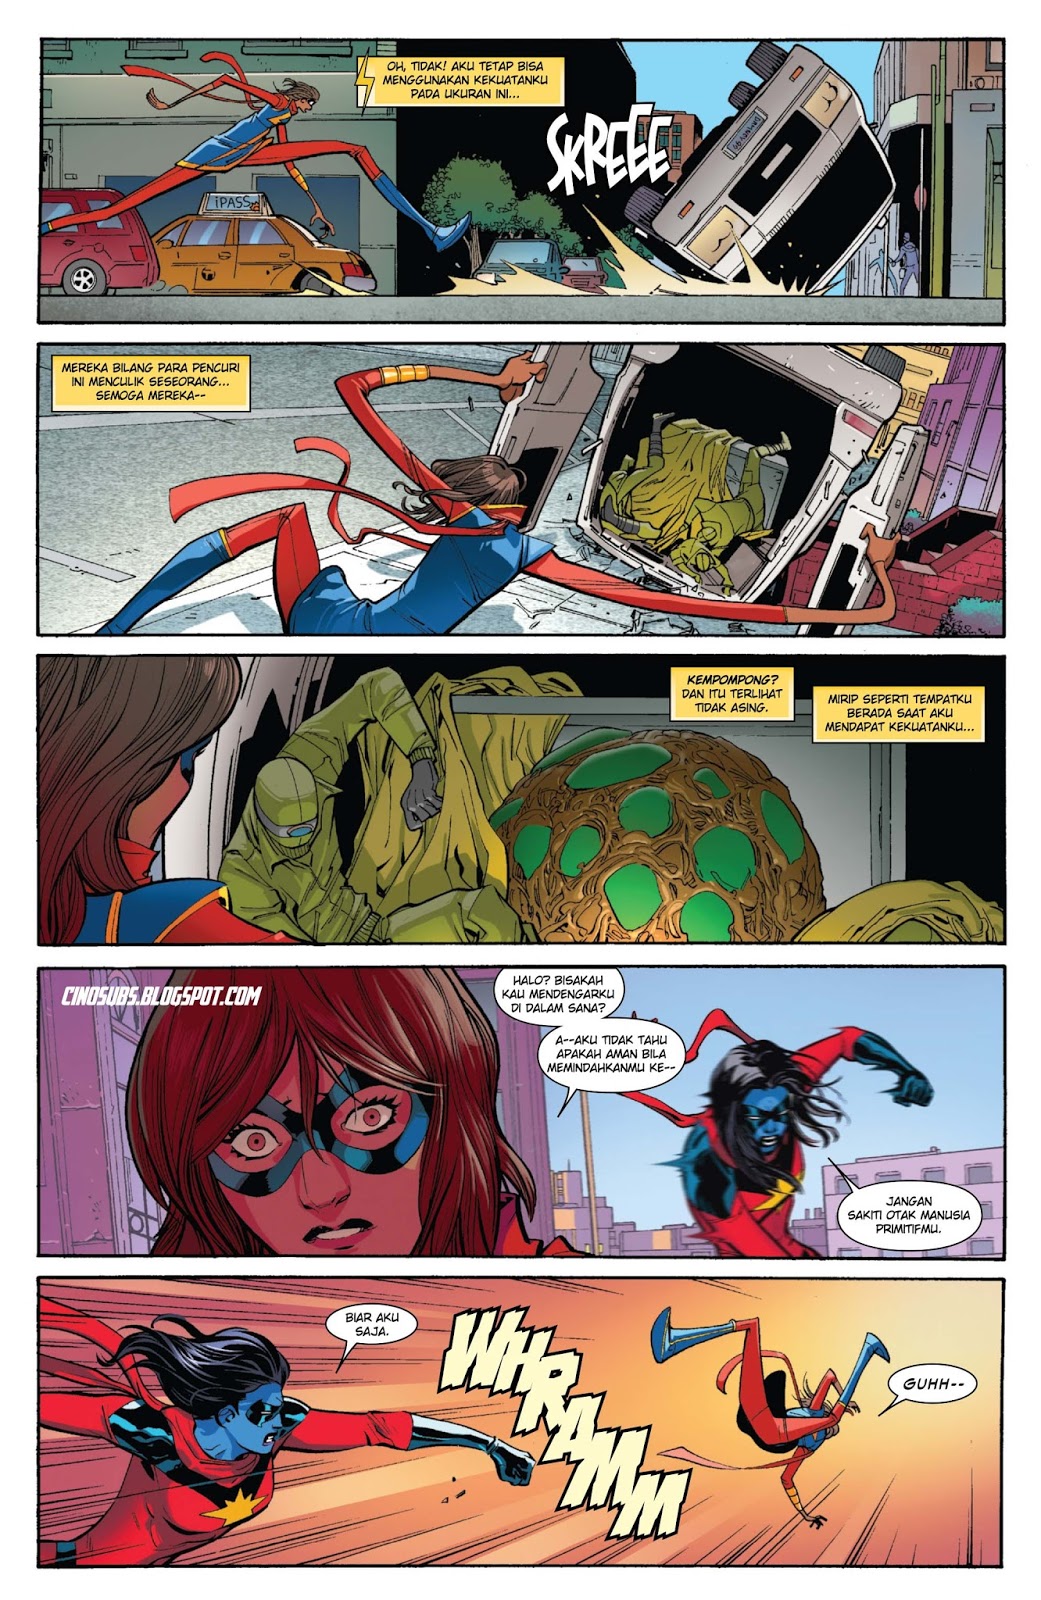 OH, TIDAK! AKU TETAP BISA
MENGGUNAKAN KEKUATANKU
PADA UKURAN INI...
SKREEE
iPASS
MEREKA BILANG PARA PENCURI
INI MENCULIK SESEORANG...
SEMOGA MEREKA--
KEMPOMPONG?
DAN ITU TERLIHAT
TIDAK ASING.
MIRIP SEPERTI TEMPATKU
BERADA SAAT AKU
MENDAPAT KEKUATANKU...
CINOSUBS.BLOGSPOT.COM
HALO? BISAKAH
KAU MENDENGARKU
DI DALAM SANA?
A--AKU TIDAK TAHU
APAKAH AMAN BILA
MEMINDAHKANMU KE--
JANGAN
SAKITI OTAK MANUSIA
PRIMITIFMU.
BIAR AKU
SAJA.
WHRAMM
GUHH--